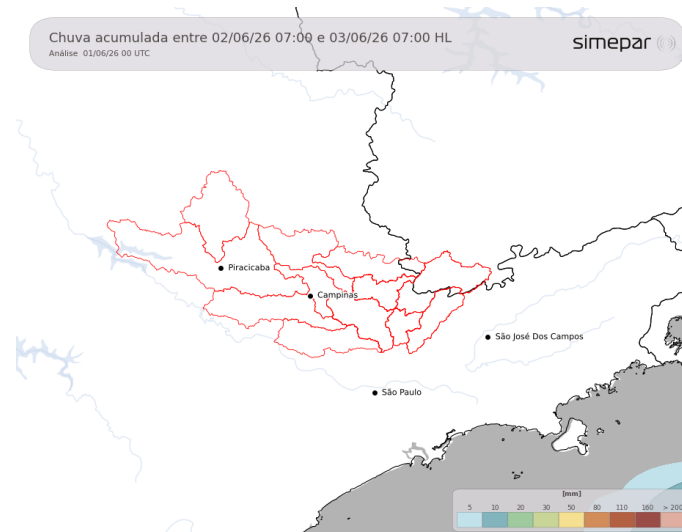 Chuva acumulada entre 02/06/26 07:00 e 03/06/26 07:00 HL
Análise 01/06/26 00 UTC
simepar
Piracicaba
Campinas
São José Dos Campos
São Paulo
[mm]
5 10 20 30 50 80 110 160 > 200